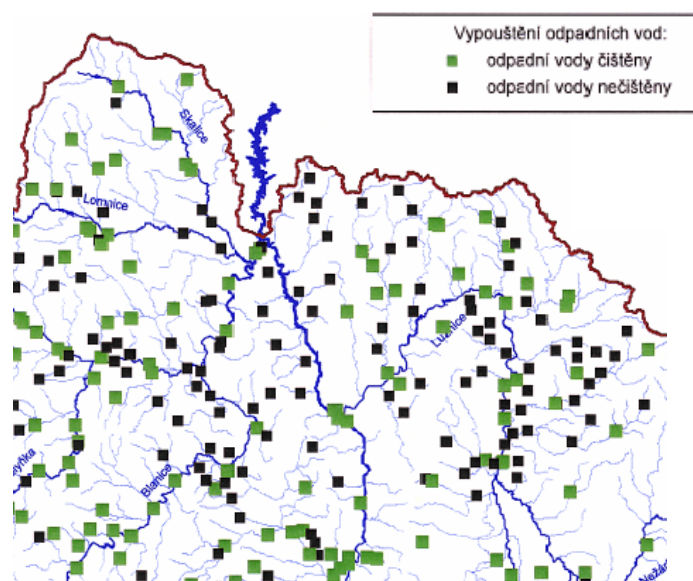 Vypouštění odpadních vod:
odpadní vody čištěny
odpadní vody nečištěny
Skalice
Lomnice
Lužnice
Blanice